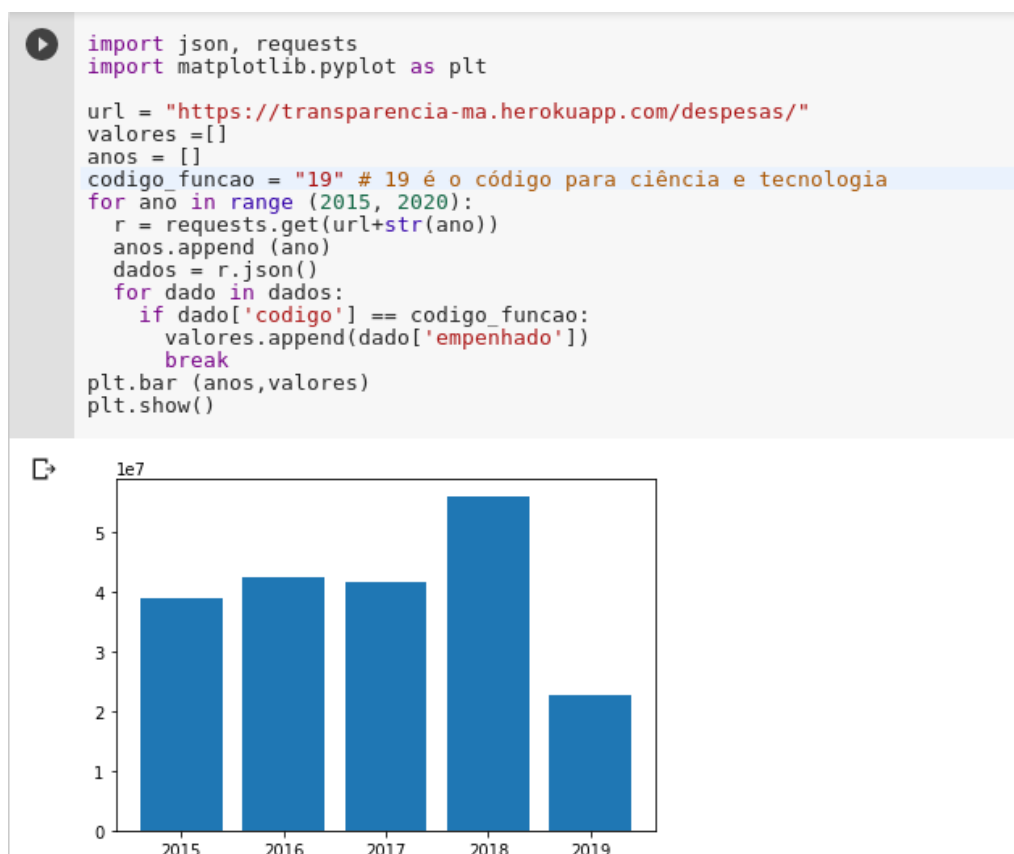 import json, requests
import matplotlib.pyplot as plt
url = "https://transparencia-ma.herokuapp.com/despesas/"
valores =[]
anos = []
codigo_funcao = "19" # 19 é o código para ciência e tecnologia
for ano in range (2015, 2020):
  r = requests.get(url+str(ano))
  anos.append (ano)
  dados = r.json()
  for dado in dados:
    if dado['codigo'] == codigo_funcao:
      valores.append(dado['empenhado'])
      break
plt.bar (anos,valores)
plt.show()
1e7
5
4
3
2
1
0
2015 2016 2017 2018 2019